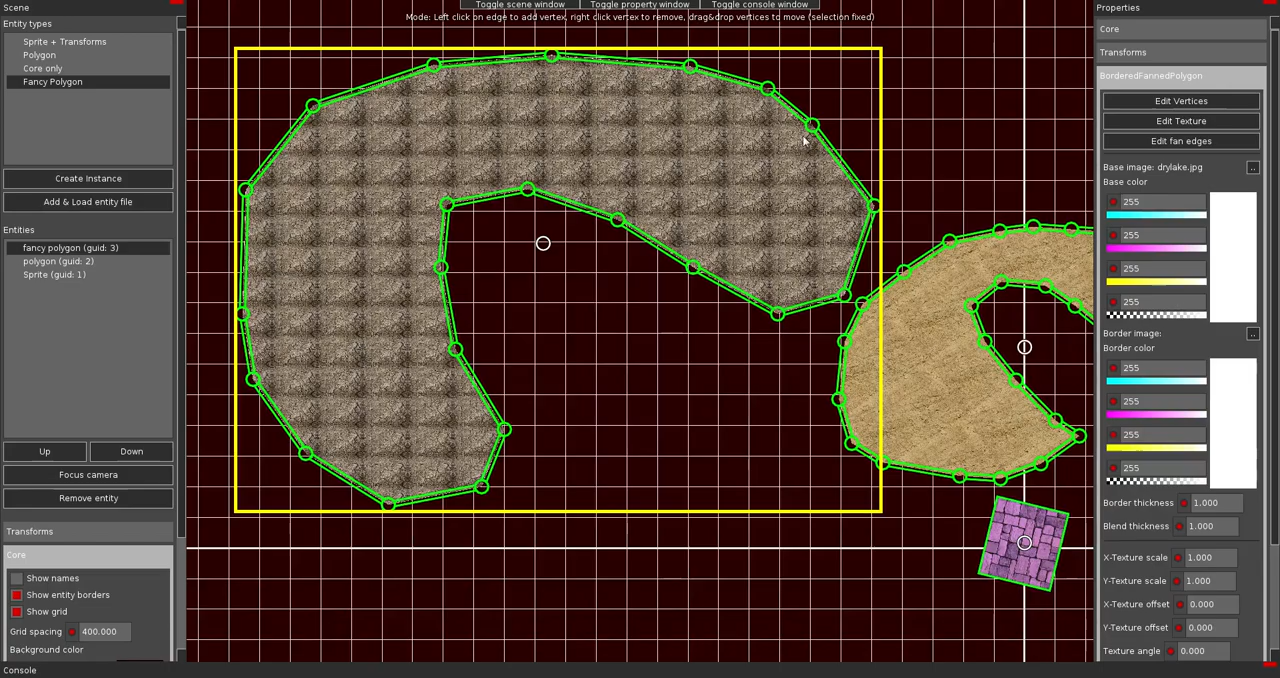 Scene
Toggle scene window
Toggle property window
Toggle console window
Properties
Mode: Left click on edge to add vertex, right click vertex to remove, drag&drop vertices to move (selection fixed)
Entity types
Sprite + Transforms
Polygon
Core only
Fancy Polygon
Create Instance
Add & Load entity file
Entities
fancy polygon (guid: 3)
polygon (guid: 2)
Sprite (guid: 1)
Up
Down
Focus camera
Remove entity
Transforms
Core
Show names
Show entity borders
Show grid
Grid spacing
400.000
Background color
Console
Core
Transforms
BorderedFannedPolygon
Edit Vertices
Edit Texture
Edit fan edges
Base image: drylake.jpg
..
Base color
255
255
255
255
Border image:
..
Border color
255
255
255
255
Border thickness
1.000
Blend thickness
1.000
X-Texture scale
1.000
Y-Texture scale
1.000
X-Texture offset
0.000
Y-Texture offset
0.000
Texture angle
0.000